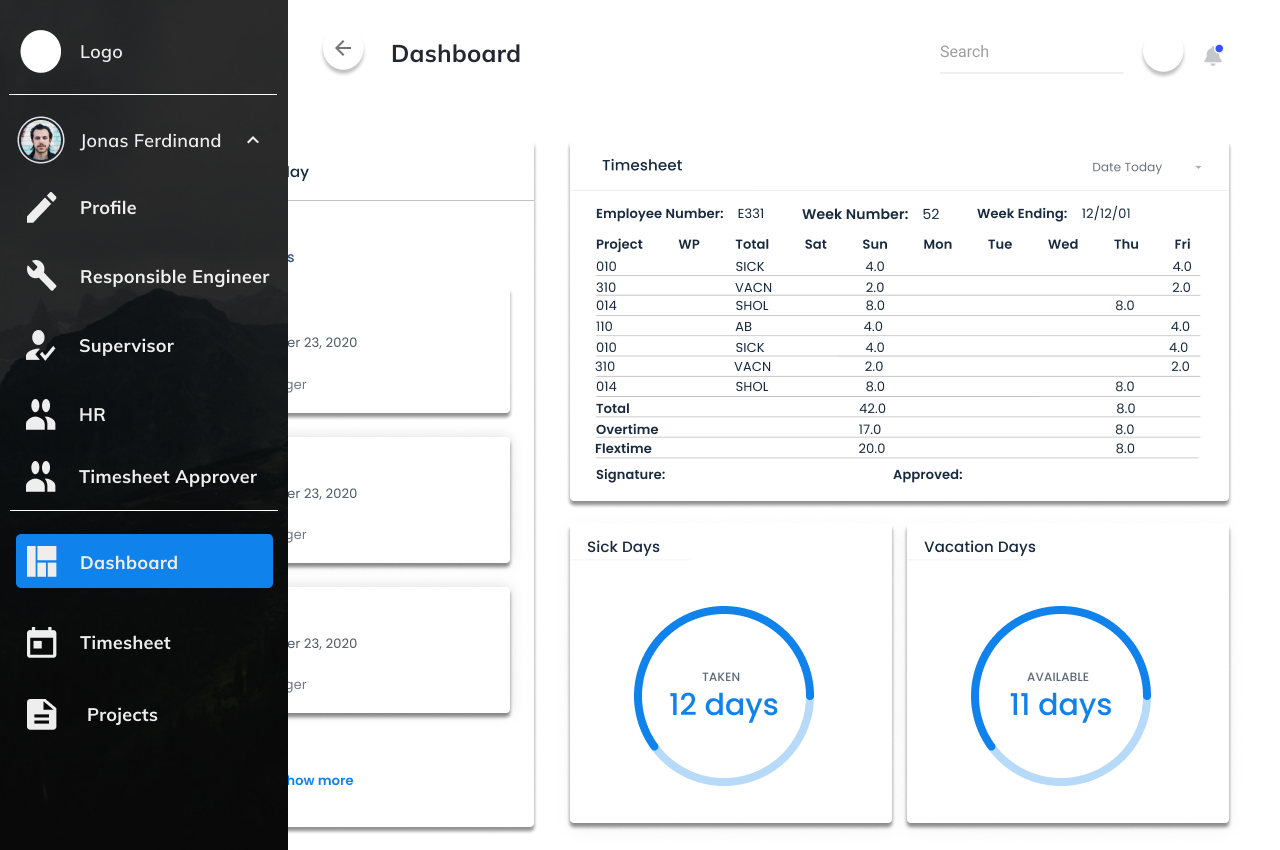 Logo
Jonas Ferdinand
Profile
Responsible Engineer
Supervisor
HR
Timesheet Approver
Dashboard
Timesheet
Projects
Dashboard
Search
lay
s
er 23, 2020
ger
er 23, 2020
ger
er 23, 2020
ger
how more
Timesheet Date Today
Employee Number: E331 Week Number: 52 Week Ending: 12/12/01
Project WP Total Sat Sun Mon Tue Wed Thu Fri
010 SICK 4.0 4.0
310 VACN 2.0 2.0
014 SHOL 8.0 8.0
110 AB 4.0 4.0
010 SICK 4.0 4.0
310 VACN 2.0 2.0
014 SHOL 8.0 8.0
Total 42.0 8.0
Overtime 17.0 8.0
Flextime 20.0 8.0
Signature: Approved:
Sick Days
TAKEN
12 days
Vacation Days
AVAILABLE
11 days